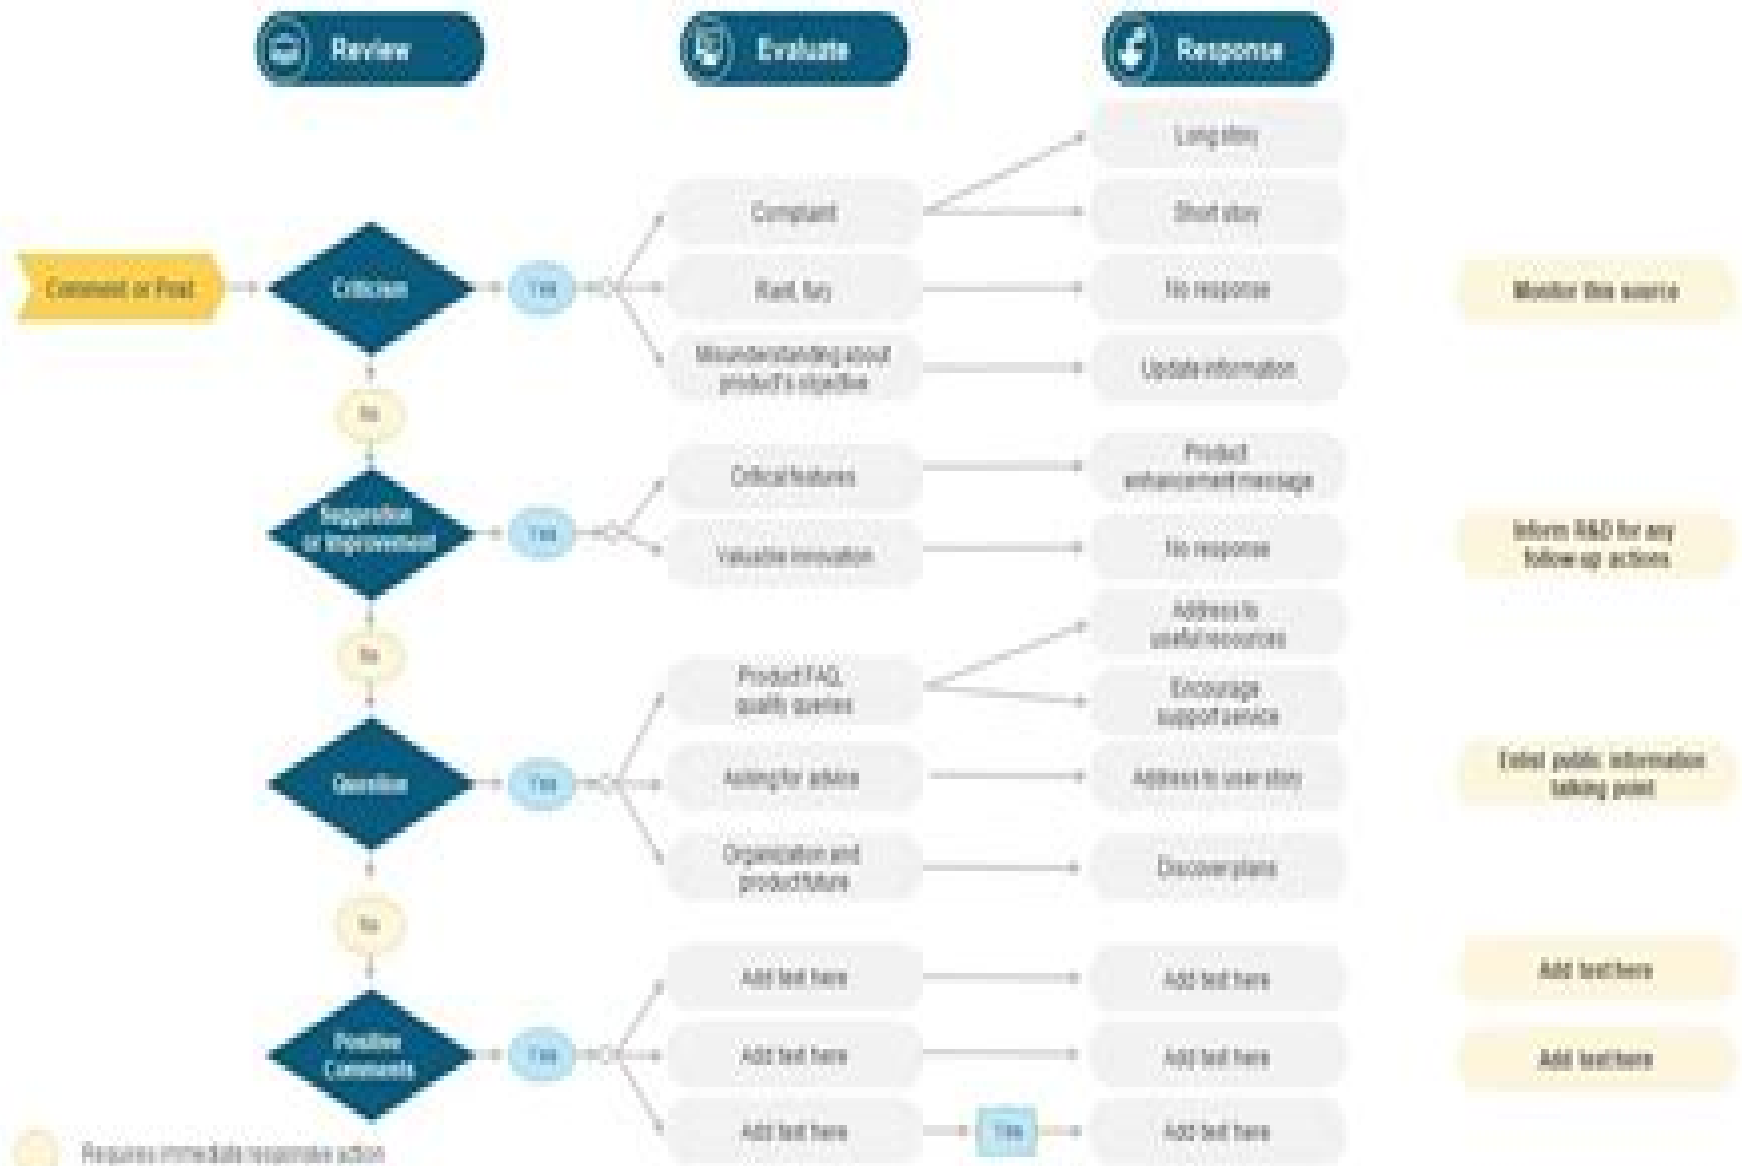 Review
Evaluate
Response
Long story
Complaint
Short story
Comment or Post
Criticism
Yes
Rant, fury
No response
Monitor this source
Misunderstanding about
product's objective
Update information
No
Critical features
Product
enhancement message
Suggestion
or Improvement
Yes
Valuable innovation
No response
Inform R&D for any
follow-up actions
Address to
useful resources
No
Product FAQ,
quality queries
Encourage
support service
Question
Yes
Asking for advice
Address to user story
Enlist public information
talking point
Organization and
product future
Discover plans
No
Add text here
Add text here
Add text here
Positive
Comments
Yes
Add text here
Add text here
Add text here
Add text here
Yes
Add text here
Requires immediate response action